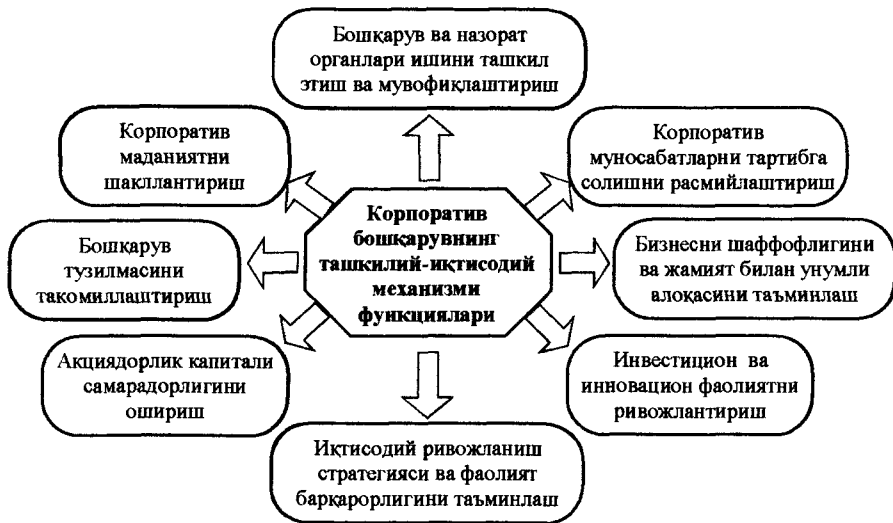 Бошқарув ва назорат
органлари ишини ташкил
этиш ва мувофиқлаштириш
Корпоратив
маданиятни
шакллантириш
Корпоратив
муносабатларни тартибга
солишни расмийлаштириш
Корпоратив
бошқарувнинг
ташкилий-иқтисодий
механизми
функциялари
Бошқарув
тузилмасини
такомиллаштириш
Бизнесни шаффофлигини
ва жамият билан унумли
алоқасини таъминлаш
Акциядорлик капитали
самарадорлигини
ошириш
Инвестицион ва
инновацион фаолиятни
ривожлантириш
Иқтисодий ривожланиш
стратегияси ва фаолият
барқарорлигини таъминлаш